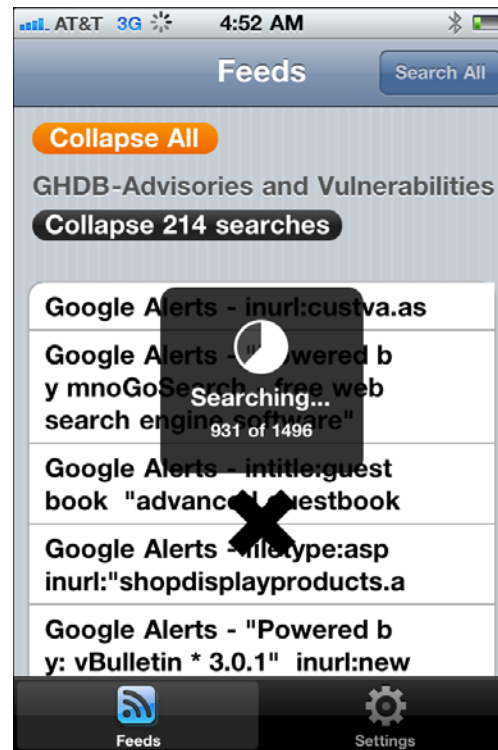 AT&T 3G 4:52 AM
Feeds
Search All
Collapse All
GHDB-Advisories and Vulnerabilities
Collapse 214 searches
Google Alerts - inurl:custva.as
Google Alerts - "Powered b
y mnoGoSearch - free web
search engine software"
Searching...
931 of 1496
Google Alerts - intitle:guest
book "advanced guestbook
Google Alerts - filetype:asp
inurl:"shopdisplayproducts.a
Google Alerts - "Powered b
y: vBulletin * 3.0.1" inurl:new
Feeds
Settings